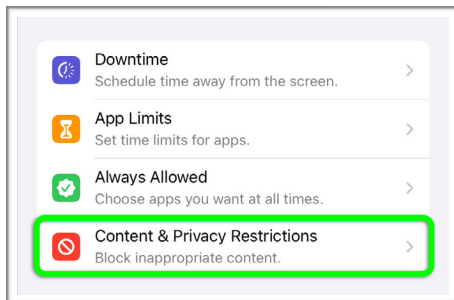 Downtime
Schedule time away from the screen.
App Limits
Set time limits for apps.
Always Allowed
Choose apps you want at all times.
Content & Privacy Restrictions
Block inappropriate content.